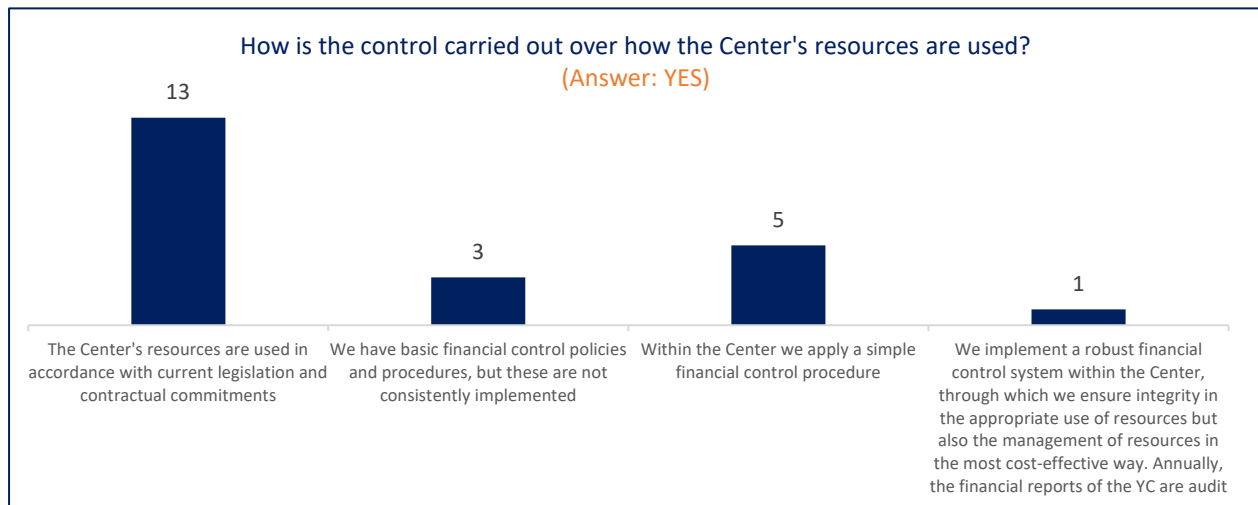 How is the control carried out over how the Center's resources are used?
(Answer: YES)
13
3
5
1
The Center's resources are used in
accordance with current legislation and
contractual commitments
We have basic financial control policies
and procedures, but these are not
consistently implemented
Within the Center we apply a simple
financial control procedure
We implement a robust financial
control system within the Center,
through which we ensure integrity in
the appropriate use of resources but
also the management of resources in
the most cost-effective way. Annually,
the financial reports of the YC are audit